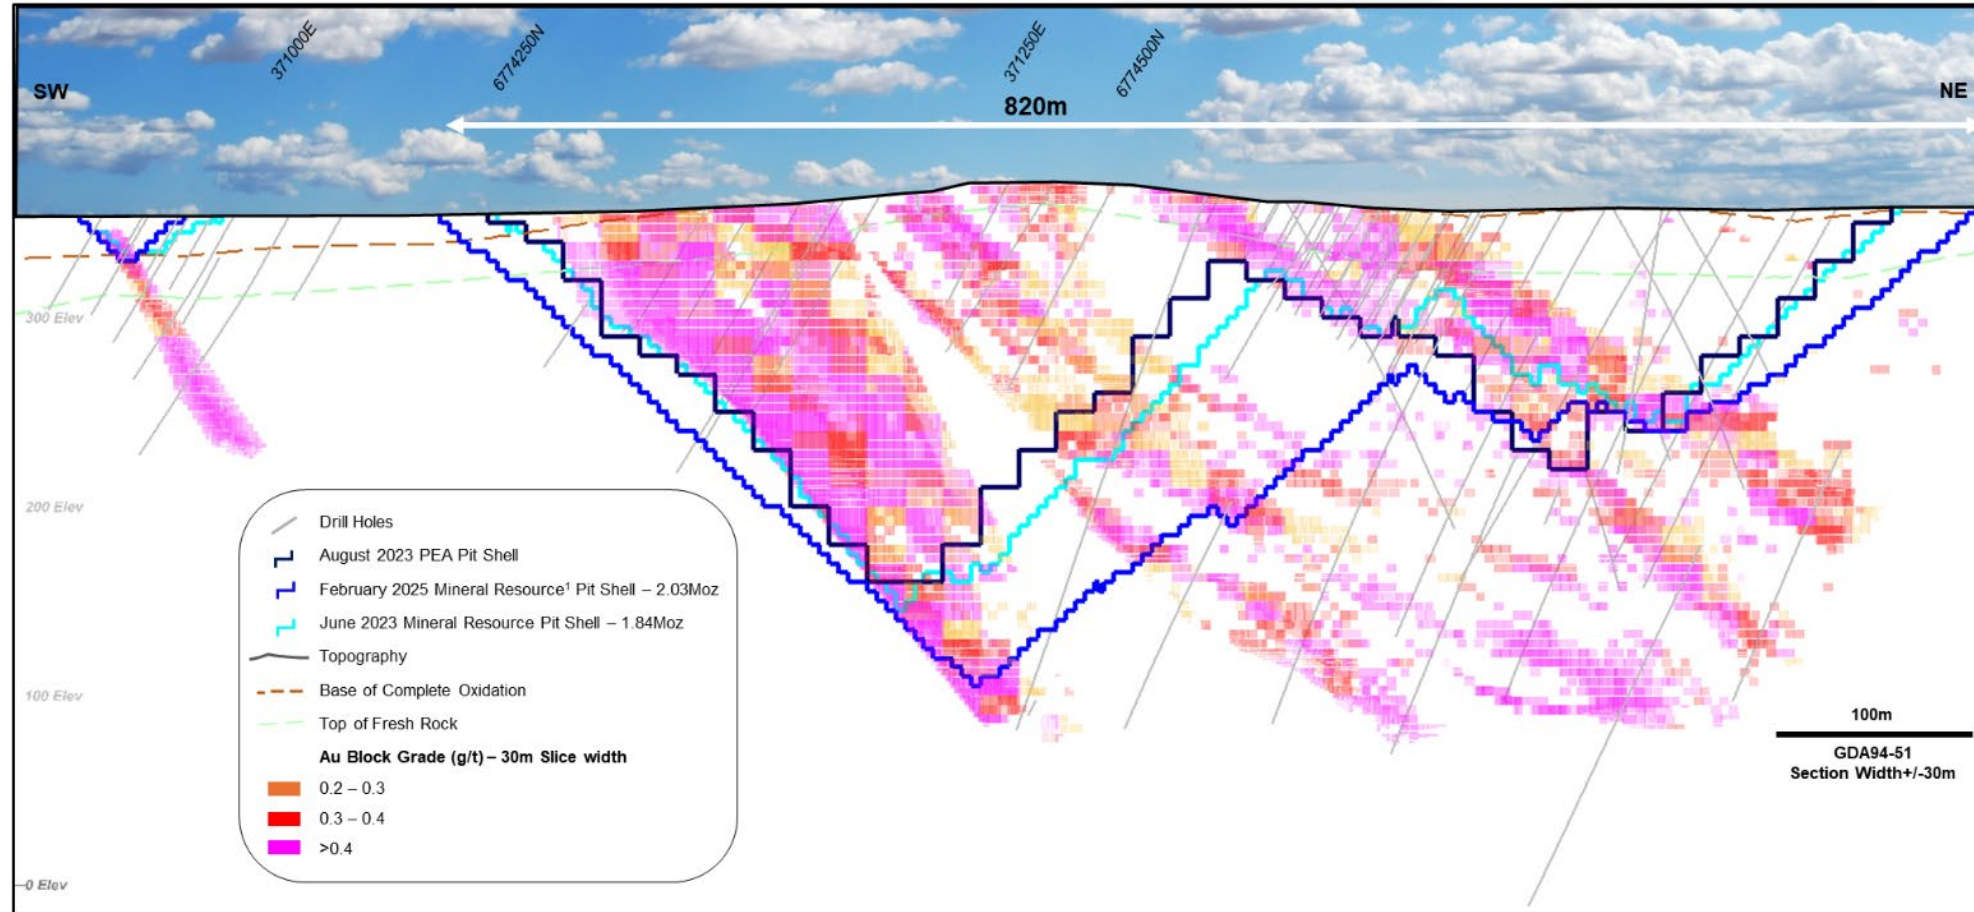 371000E
6774250N
371250E
6774500N
SW
NE
820m
300 Elev
200 Elev
100 Elev
0 Elev
Drill Holes
August 2023 PEA Pit Shell
February 2025 Mineral Resource¹ Pit Shell – 2.03Moz
June 2023 Mineral Resource Pit Shell – 1.84Moz
Topography
Base of Complete Oxidation
Top of Fresh Rock
Au Block Grade (g/t) – 30m Slice width
0.2 – 0.3
0.3 – 0.4
>0.4
100m
GDA94-51
Section Width+/-30m